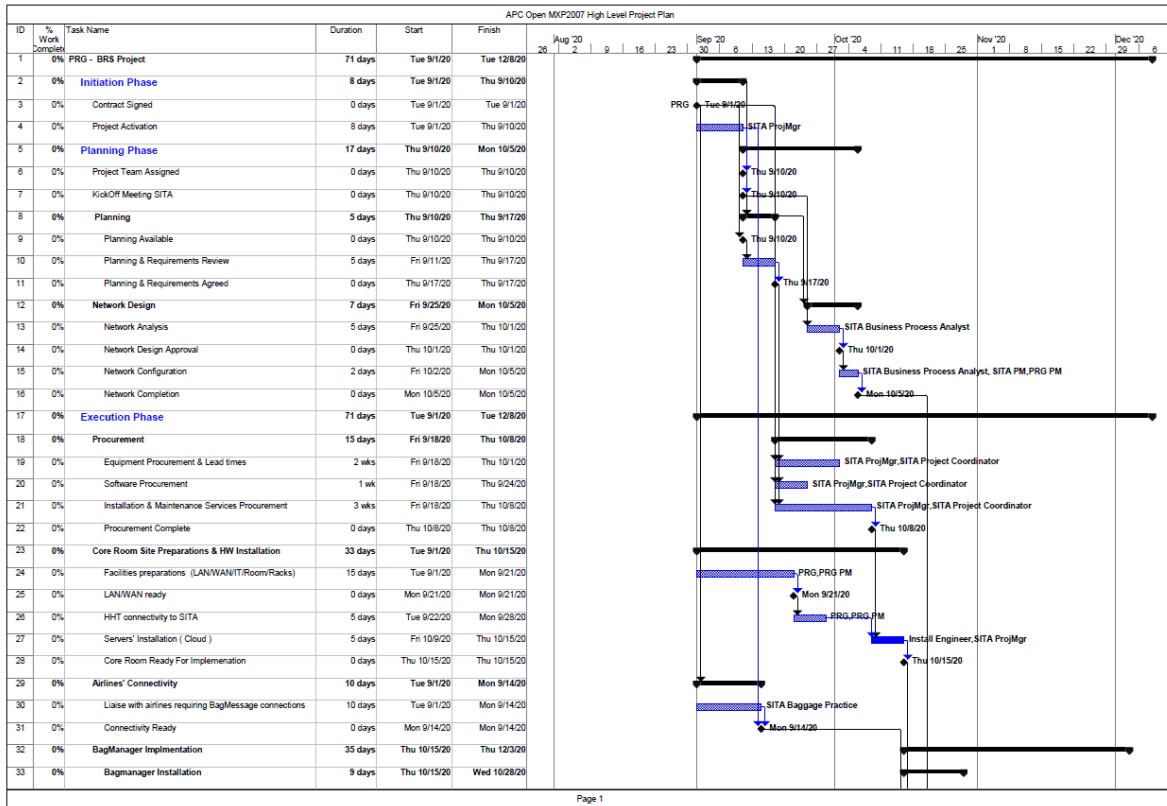 APC Open MXP2007 High Level Project Plan
ID % Work Complete Task Name Duration Start Finish
Aug '20 Sep '20 Oct '20 Nov '20 Dec '20
26 2 9 16 23 30 6 13 20 27 4 11 18 25 1 8 15 22 29 6
1 0% PRG - BRS Project 71 days Tue 9/1/20 Tue 12/8/20
2 0% Initiation Phase 8 days Tue 9/1/20 Thu 9/10/20
3 0% Contract Signed 0 days Tue 9/1/20 Tue 9/1/20 PRG Tue 9/1/20
4 0% Project Activation 8 days Tue 9/1/20 Thu 9/10/20 SITA ProjMgr
5 0% Planning Phase 17 days Thu 9/10/20 Mon 10/5/20
6 0% Project Team Assigned 0 days Thu 9/10/20 Thu 9/10/20 Thu 9/10/20
7 0% KickOff Meeting SITA 0 days Thu 9/10/20 Thu 9/10/20 Thu 9/10/20
8 0% Planning 5 days Thu 9/10/20 Thu 9/17/20
9 0% Planning Available 0 days Thu 9/10/20 Thu 9/10/20 Thu 9/10/20
10 0% Planning & Requirements Review 5 days Fri 9/11/20 Thu 9/17/20
11 0% Planning & Requirements Agreed 0 days Thu 9/17/20 Thu 9/17/20 Thu 9/17/20
12 0% Network Design 7 days Fri 9/25/20 Mon 10/5/20
13 0% Network Analysis 5 days Fri 9/25/20 Thu 10/1/20 SITA Business Process Analyst
14 0% Network Design Approval 0 days Thu 10/1/20 Thu 10/1/20 Thu 10/1/20
15 0% Network Configuration 2 days Fri 10/2/20 Mon 10/5/20 SITA Business Process Analyst, SITA PM,PRG PM
16 0% Network Completion 0 days Mon 10/5/20 Mon 10/5/20 Mon 10/5/20
17 0% Execution Phase 71 days Tue 9/1/20 Tue 12/8/20
18 0% Procurement 15 days Fri 9/18/20 Thu 10/8/20
19 0% Equipment Procurement & Lead times 2 wks Fri 9/18/20 Thu 10/1/20 SITA ProjMgr,SITA Project Coordinator
20 0% Software Procurement 1 wk Fri 9/18/20 Thu 9/24/20 SITA ProjMgr,SITA Project Coordinator
21 0% Installation & Maintenance Services Procurement 3 wks Fri 9/18/20 Thu 10/8/20 SITA ProjMgr,SITA Project Coordinator
22 0% Procurement Complete 0 days Thu 10/8/20 Thu 10/8/20 Thu 10/8/20
23 0% Core Room Site Preparations & HW Installation 33 days Tue 9/1/20 Thu 10/15/20
24 0% Facilities preparations (LAN/WAN/IT/Room/Racks) 15 days Tue 9/1/20 Mon 9/21/20 PRG,PRG PM
25 0% LAN/WAN ready 0 days Mon 9/21/20 Mon 9/21/20 Mon 9/21/20
26 0% HHT connectivity to SITA 5 days Tue 9/22/20 Mon 9/28/20 PRG,PRG PM
27 0% Servers' Installation ( Cloud ) 5 days Fri 10/9/20 Thu 10/15/20 Install Engineer,SITA ProjMgr
28 0% Core Room Ready For Implemenation 0 days Thu 10/15/20 Thu 10/15/20 Thu 10/15/20
29 0% Airlines' Connectivity 10 days Tue 9/1/20 Mon 9/14/20
30 0% Liaise with airlines requiring BagMessage connections 10 days Tue 9/1/20 Mon 9/14/20 SITA Baggage Practice
31 0% Connectivity Ready 0 days Mon 9/14/20 Mon 9/14/20 Mon 9/14/20
32 0% BagManager Implmentation 35 days Thu 10/15/20 Thu 12/3/20
33 0% Bagmanager Installation 9 days Thu 10/15/20 Wed 10/28/20
Page 1